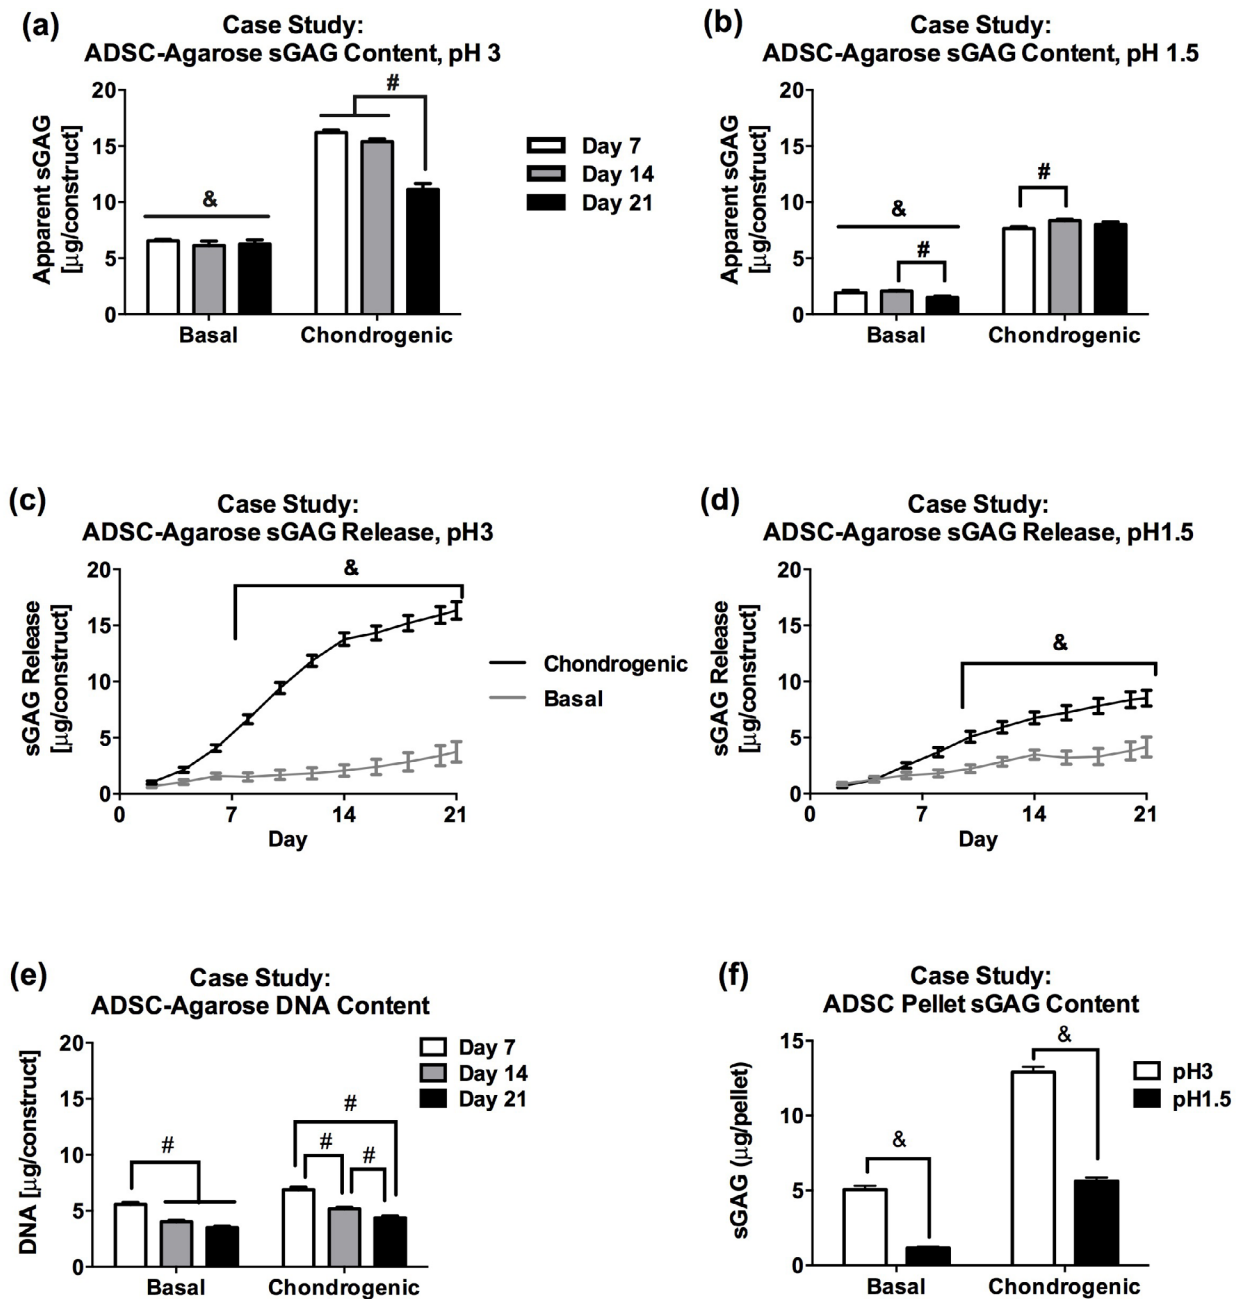 (a)
Case Study:
ADSC-Agarose sGAG Content, pH 3
Apparent sGAG
[µg/construct]
20
15
10
5
0
&
#
Basal
Chondrogenic
Day 7
Day 14
Day 21
(b)
Case Study:
ADSC-Agarose sGAG Content, pH 1.5
Apparent sGAG
[µg/construct]
20
15
10
5
0
&
#
#
Basal
Chondrogenic
(c)
Case Study:
ADSC-Agarose sGAG Release, pH3
sGAG Release
[µg/construct]
20
15
10
5
0
&
0
7
14
21
Day
Chondrogenic
Basal
(d)
Case Study:
ADSC-Agarose sGAG Release, pH1.5
sGAG Release
[µg/construct]
20
15
10
5
0
&
0
7
14
21
Day
(e)
Case Study:
ADSC-Agarose DNA Content
DNA [µg/construct]
20
15
10
5
0
#
#
#
#
Basal
Chondrogenic
Day 7
Day 14
Day 21
(f)
Case Study:
ADSC Pellet sGAG Content
sGAG (µg/pellet)
15
10
5
0
&
&
Basal
Chondrogenic
pH3
pH1.5